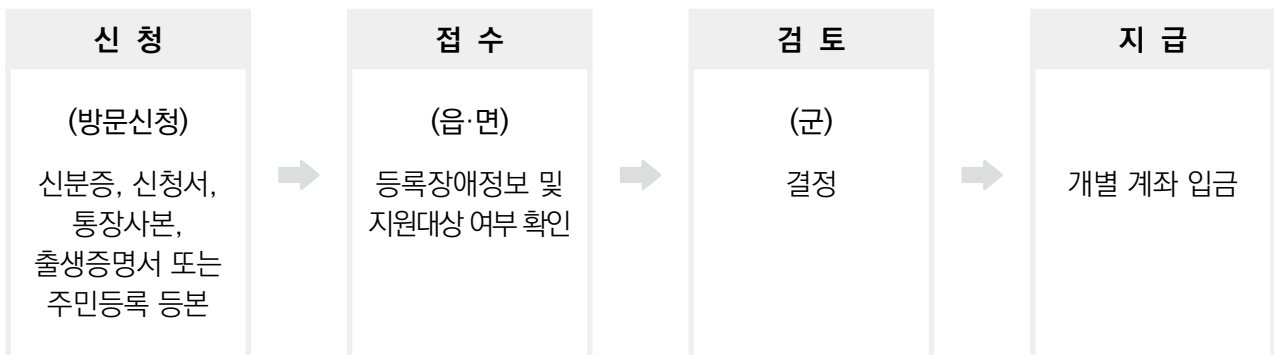 신 청
(방문신청)
신분증, 신청서,
통장사본,
출생증명서 또는
주민등록 등본
접 수
(읍·면)
등록장애정보 및
지원대상 여부 확인
검 토
(군)
결정
지 급
개별 계좌 입금